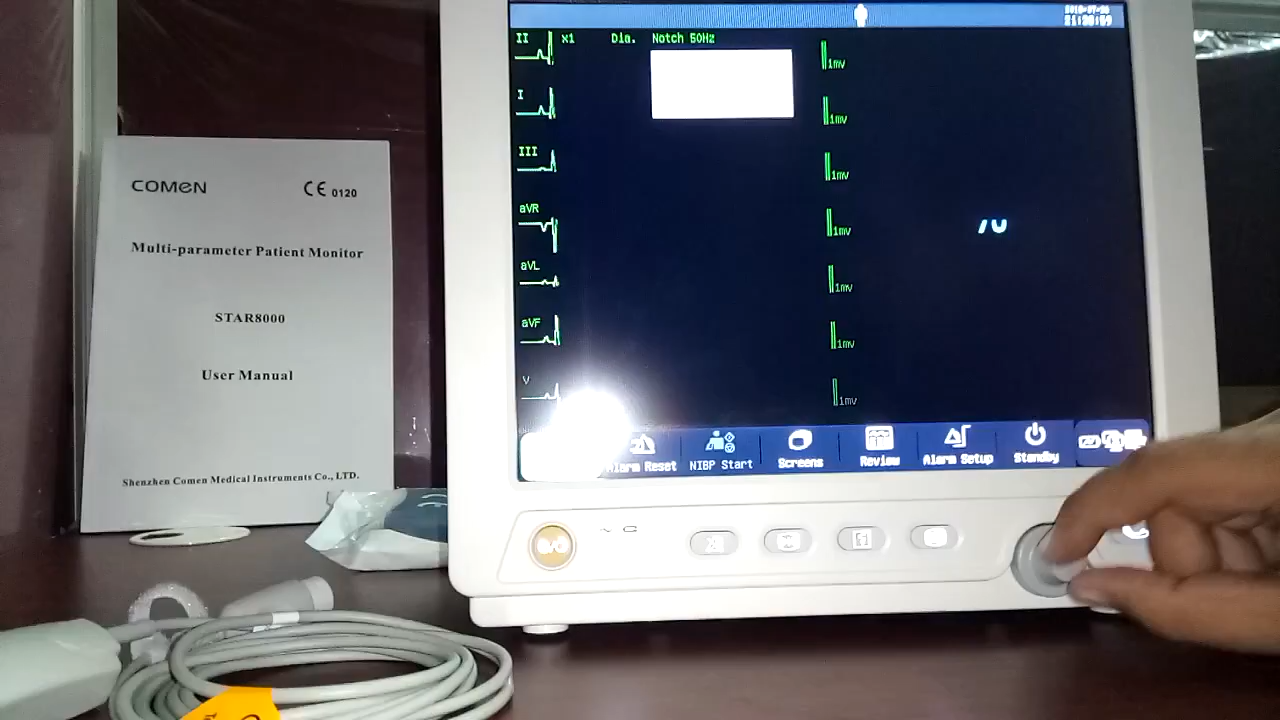 COMEN
CE 0120
Multi-parameter Patient Monitor
STAR8000
User Manual
Shenzhen Comen Medical Instruments Co., LTD.
II x1 Dia. Notch 50Hz
1mv
I
1mv
III
1mv
aVR
1mv
aVL
1mv
aVF
1mv
V
1mv
Alarm Reset
NIBP Start
Screens
Review
Alarm Setup
Standby